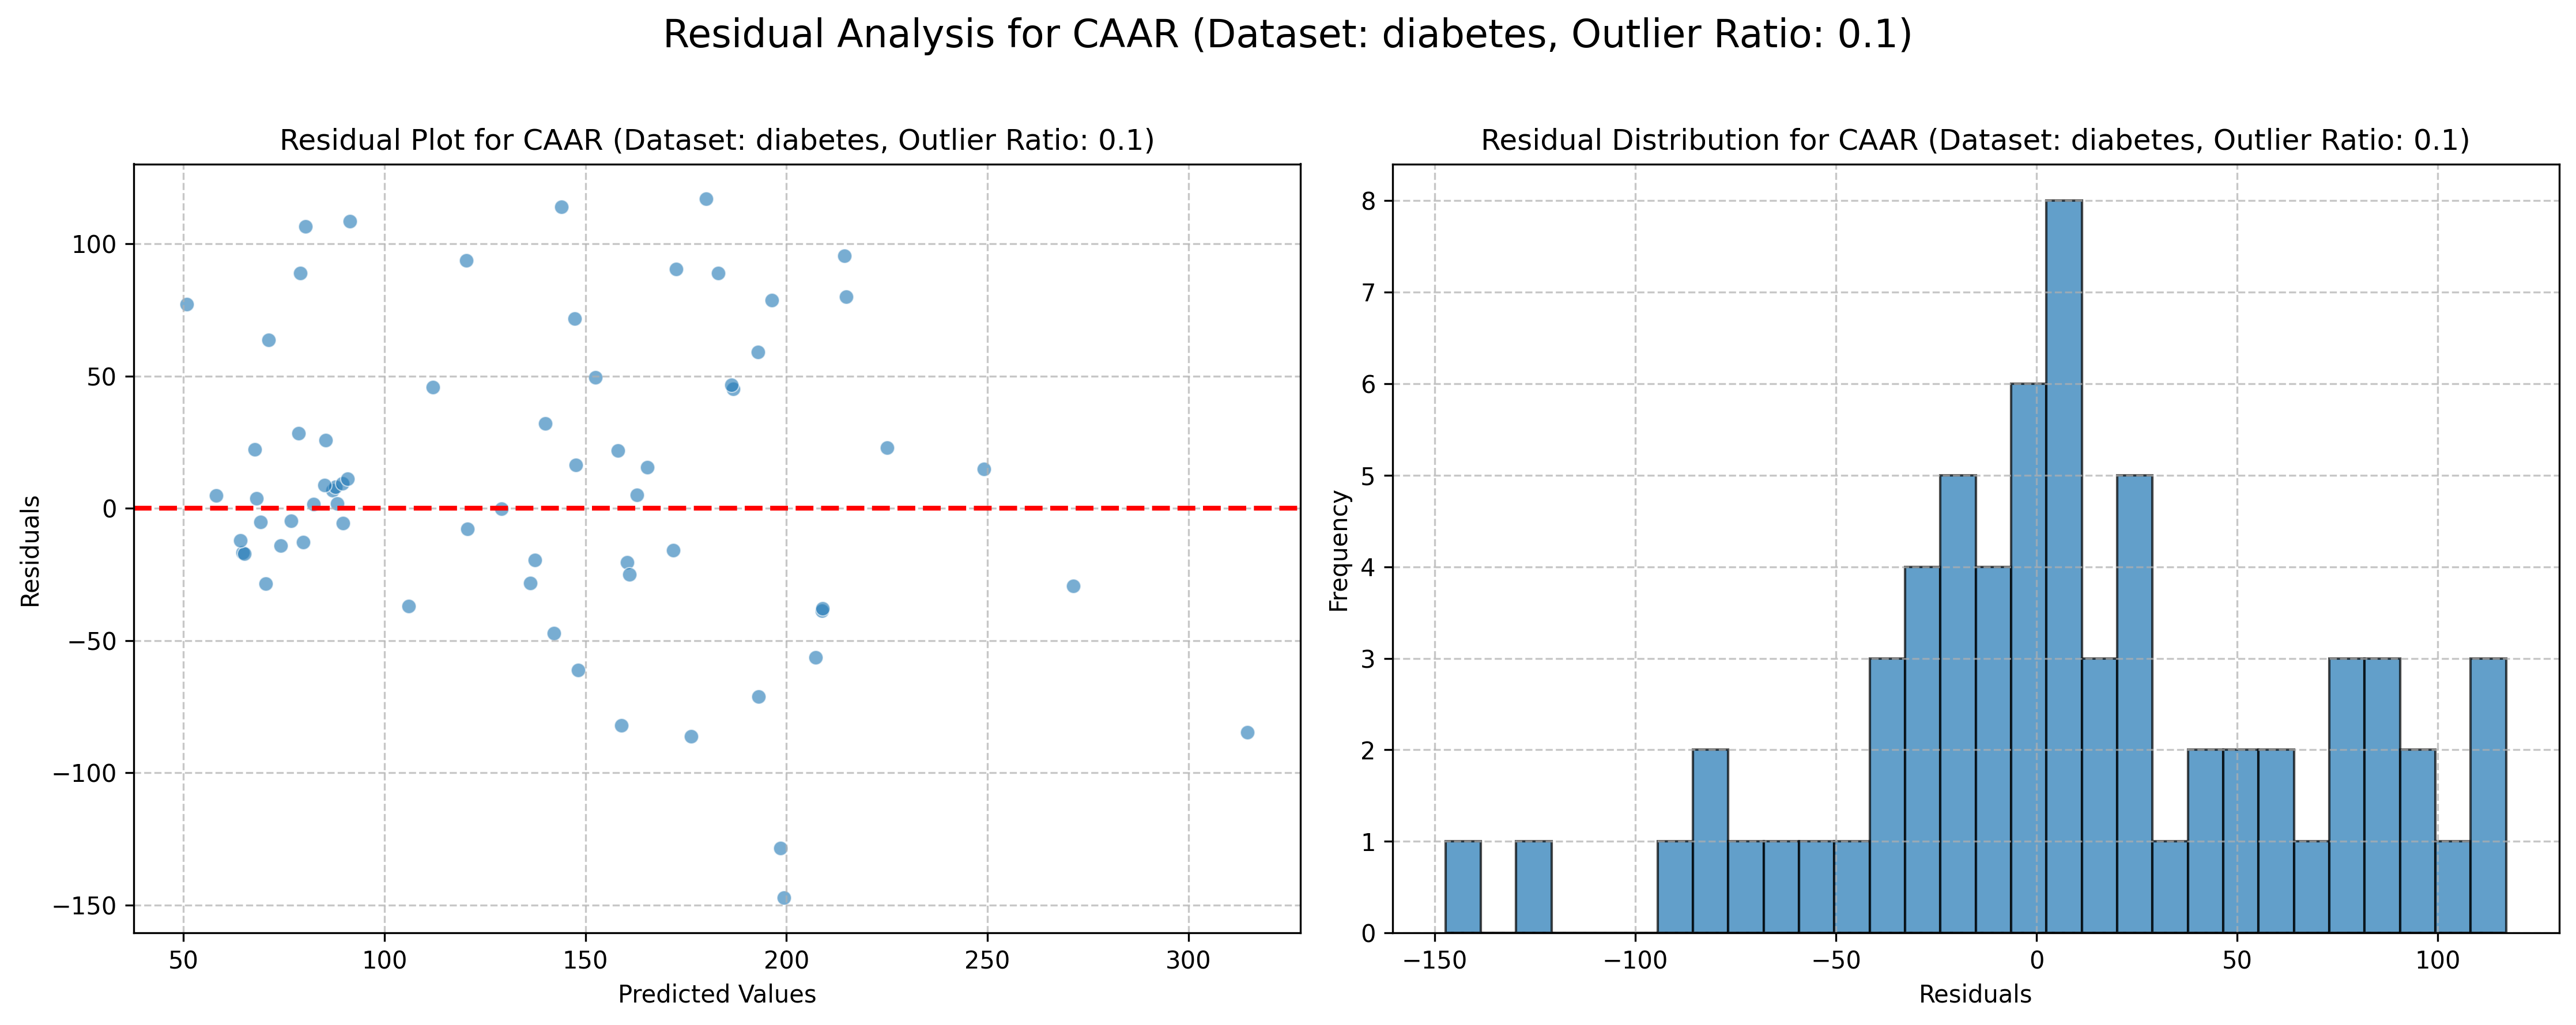 Residual Analysis for CAAR (Dataset: diabetes, Outlier Ratio: 0.1)
Residual Plot for CAAR (Dataset: diabetes, Outlier Ratio: 0.1)
Residuals
100
50
0
−50
−100
−150
50 100 150 200 250 300
Predicted Values
Residual Distribution for CAAR (Dataset: diabetes, Outlier Ratio: 0.1)
Frequency
8
7
6
5
4
3
2
1
0
−150 −100 −50 0 50 100
Residuals